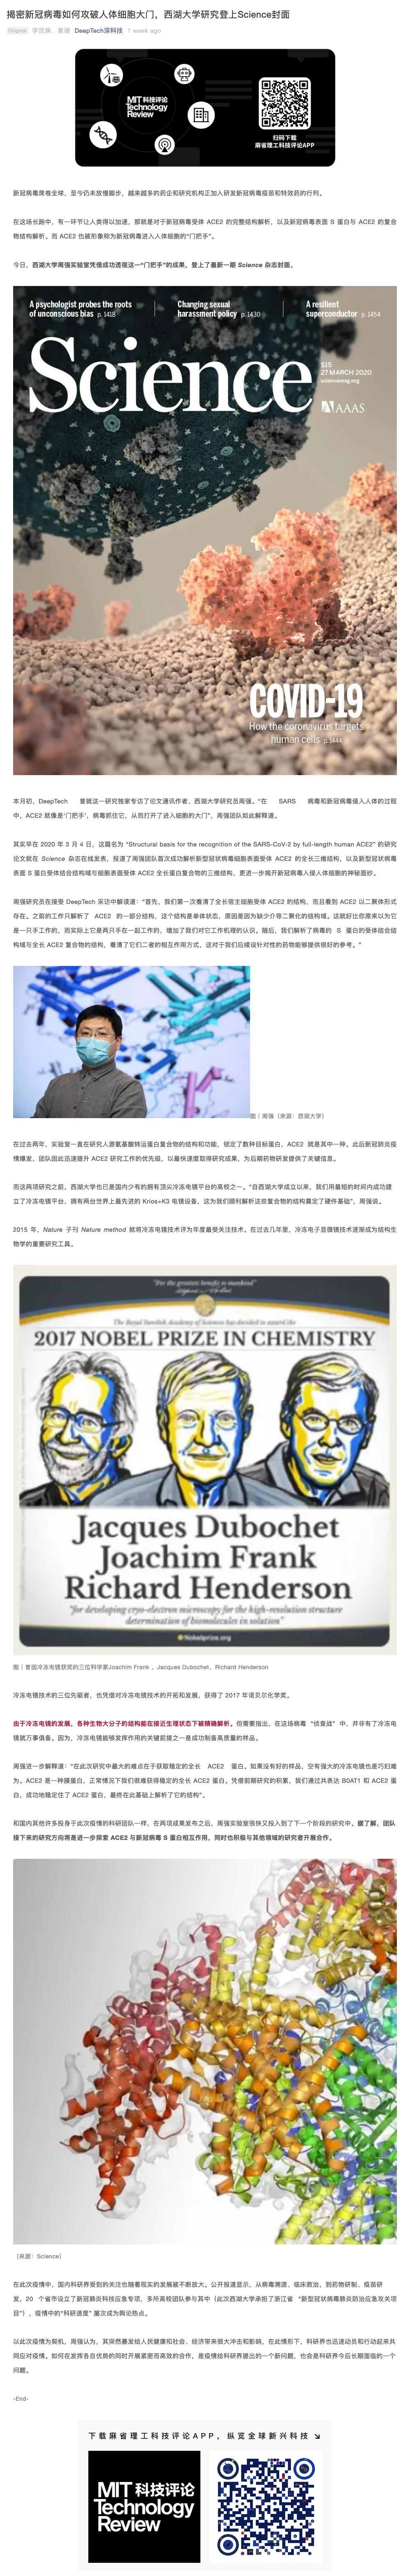 揭密新冠病毒如何攻破人体细胞大门，西湖大学研究登上Science封面
Original
DeepTech深科技 1 week ago
MIT 科技评论
Technology
Review
扫码下载
麻省理工科技评论APP
新冠病毒席卷全球，至今仍未放慢脚步，越来越多的药企和研究机构正加入研发新冠病毒疫苗和特效药的行列。
在这场长跑中，有一环节让人类得以加速，那就是对于新冠病毒受体 ACE2 的完整结构解析，以及新冠病毒表面 S 蛋白与 ACE2 的复合
物结构解析。而 ACE2 也被形象称为新冠病毒进入人体细胞的“门把手”。
今日，西湖大学周强实验室凭借成功透视这一“门把手”的成果，登上了最新一期 Science 杂志封面。
A psychologist probes the roots
of unconscious bias p. 1418
Changing sexual
harassment policy p. 1430
A resilient
superconductor p. 1454
Science
$15
27 MARCH 2020
sciencemag.org
AAAS
COVID-19
How the coronavirus targets
human cells p. 1444
本月初，DeepTech 曾就这一研究独家专访了论文通讯作者、西湖大学研究员周强。“在 SARS 病毒和新冠病毒侵入人体的过程
中，ACE2 就像是‘门把手’，病毒抓住它，从而打开了进入细胞的大门”，周强团队如此解释道。
其实早在 2020 年 3 月 4 日，这篇名为 “Structural basis for the recognition of the SARS-CoV-2 by full-length human ACE2” 的研究
论文就在 Science 杂志在线发表，报道了周强团队首次成功解析新型冠状病毒细胞表面受体 ACE2 的全长三维结构，以及新型冠状病毒
表面 S 蛋白受体结合结构域与细胞表面受体 ACE2 全长蛋白复合物的三维结构，更进一步揭开新冠病毒入侵人体细胞的神秘面纱。
周强研究员在接受 DeepTech 采访中解读道：“首先，我们第一次看清了全长宿主细胞受体 ACE2 的结构，而且看到 ACE2 以二聚体形式
存在。之前的工作只解析了 ACE2 的一部分结构，这个结构是单体状态，原因是因为缺少介导二聚化的结构域。这就好比你原来以为它
是一只手工作的，而实际上它是两只手在一起工作的，增加了我们对它工作机理的认识。随后，我们解析了病毒的 S 蛋白的受体结合结
构域与全长 ACE2 复合物的结构，看清了它们二者的相互作用方式，这对于我们后续设计针对性的药物能够提供很好的参考。”
图丨周强（来源：西湖大学）
在过去两年，实验室一直在研究人源氨基酸转运蛋白复合物的结构和功能，锁定了数种目标蛋白，ACE2 就是其中一种。此后新冠肺炎疫
情爆发，团队因此迅速提升 ACE2 研究工作的优先级，以最快速度取得研究成果，为后期药物研发提供了关键信息。
而这两项研究之前，西湖大学也已是国内少有的拥有顶尖冷冻电镜平台的高校之一。“自西湖大学成立以来，我们用最短的时间内成功建
立了冷冻电镜平台，拥有两台世界上最先进的 Krios+K3 电镜设备，这为我们顺利解析这些复合物的结构奠定了硬件基础”，周强说。
2015 年，Nature 子刊 Nature method 就将冷冻电镜技术评为年度最受关注技术。在过去几年里，冷冻电子显微镜技术逐渐成为结构生
物学的重要研究工具。
“For the greatest benefit to mankind”
The Royal Swedish Academy of Sciences has decided to award the
2017 NOBEL PRIZE IN CHEMISTRY
Jacques Dubochet
Joachim Frank
Richard Henderson
“for developing cryo-electron microscopy for the high-resolution structure
determination of biomolecules in solution”
Nobelprize.org
图丨曾因冷冻电镜获奖的三位科学家Joachim Frank 、Jacques Dubochet、Richard Henderson
冷冻电镜技术的三位先驱者，也凭借对冷冻电镜技术的开拓和发展，获得了 2017 年诺贝尔化学奖。
由于冷冻电镜的发展，各种生物大分子的结构能在接近生理状态下被精确解析。但需要指出，在这场病毒 “侦查战” 中，并非有了冷冻电
镜就万事俱备。因为，冷冻电镜能够发挥作用的关键前提之一是成功制备高质量的样品。
周强进一步解释道：“在此次研究中最大的难点在于获取稳定的全长 ACE2 蛋白。如果没有好的样品，空有强大的冷冻电镜也是巧妇难
为。ACE2 是一种膜蛋白，正常情况下我们很难获得稳定的全长 ACE2 蛋白。凭借前期研究的积累，我们通过共表达 B0AT1 和 ACE2 蛋
白，成功地稳定住了 ACE2 蛋白，最终在此基础上解析了它的结构”。
和国内其他许多投身于此次疫情的科研团队一样，在两项成果发布之后，周强实验室很快又投入到了下一个阶段的研究中。据了解，团队
接下来的研究方向将是进一步探索 ACE2 与新冠病毒 S 蛋白相互作用，同时也积极与其他领域的研究者开展合作。
（来源：Science）
在此次疫情中，国内科研界受到的关注也随着现实的发展被不断放大。公开报道显示，从病毒溯源、临床救治，到药物研制、疫苗研
发，20 个省市设立了新冠肺炎科技应急专项，多所高校团队参与其中（此次西湖大学承担了浙江省 “新型冠状病毒肺炎防治应急攻关项
目”），疫情中的“科研速度” 屡次成为舆论热点。
以此次疫情为契机，周强认为，其突然暴发给人民健康和社会、经济带来很大冲击和影响，在此情形下，科研界也迅速动员和行动起来共
同应对疫情。如何在发挥各自优势的同时开展紧密而高效的合作，是疫情给科研界提出的一个新问题，也会是科研界今后长期面临的一个
问题。
-End-
下载麻省理工科技评论APP，纵览全球新兴科技 ↘
MIT 科技评论
Technology
Review